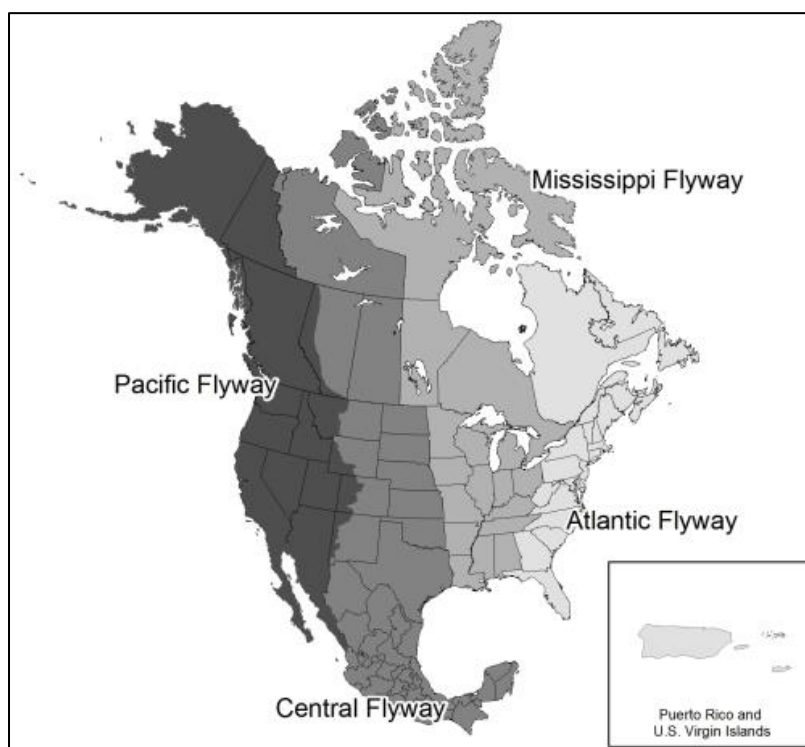 Mississippi Flyway
Pacific Flyway
Atlantic Flyway
Central Flyway
Puerto Rico and
U.S. Virgin Islands